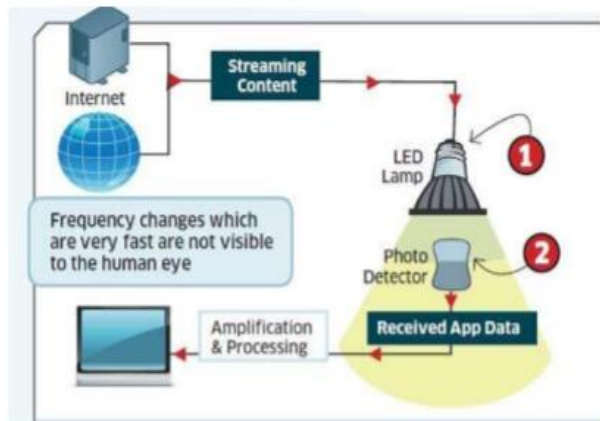 Internet
Streaming
Content
LED
Lamp
1
Frequency changes which
are very fast are not visible
to the human eye
Photo
Detector
2
Amplification
& Processing
Received App Data